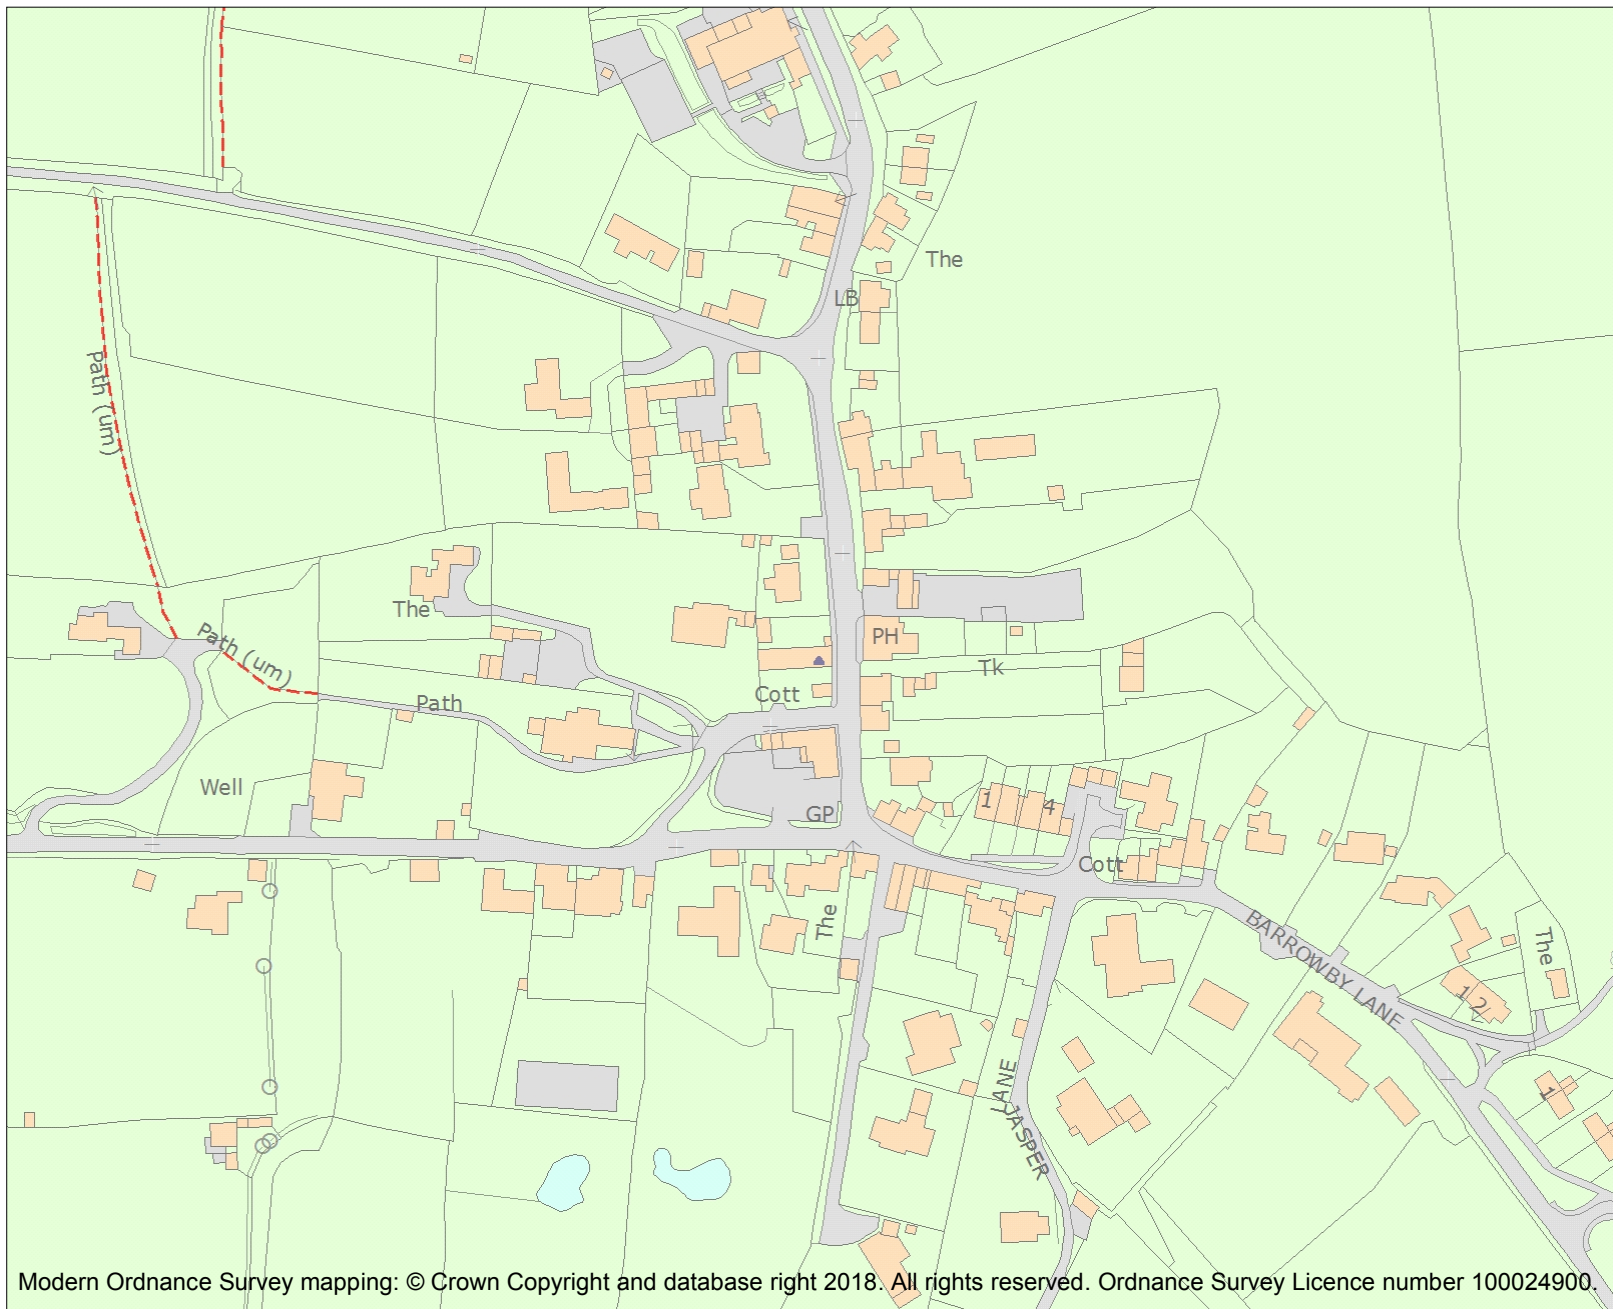 The
LB
Path (um)
The
Path (um)
PH
Tk
Cott
Path
Well
GP
1
4
Cott
The
BARROWBY LANE
The
1
2
LANE
JASPER
1
Modern Ordnance Survey mapping: © Crown Copyright and database right 2018. All rights reserved. Ordnance Survey Licence number 100024900.